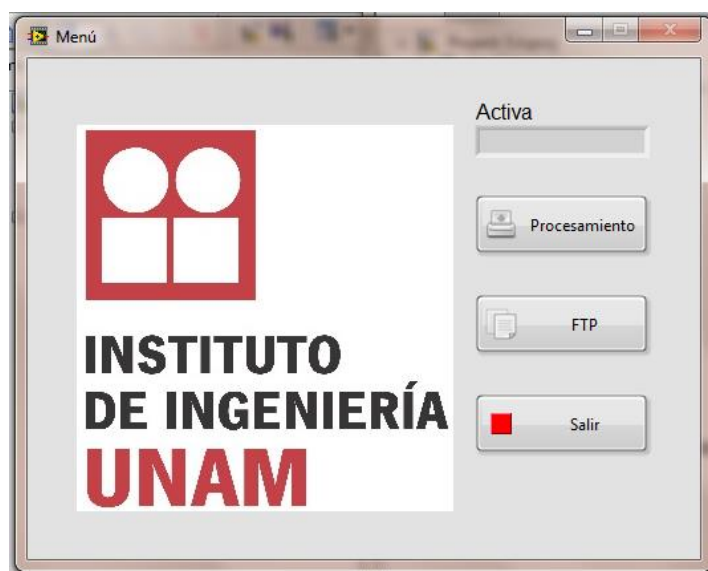 Menú
Activa
Procesamiento
FTP
Salir
INSTITUTO
DE INGENIERÍA
UNAM